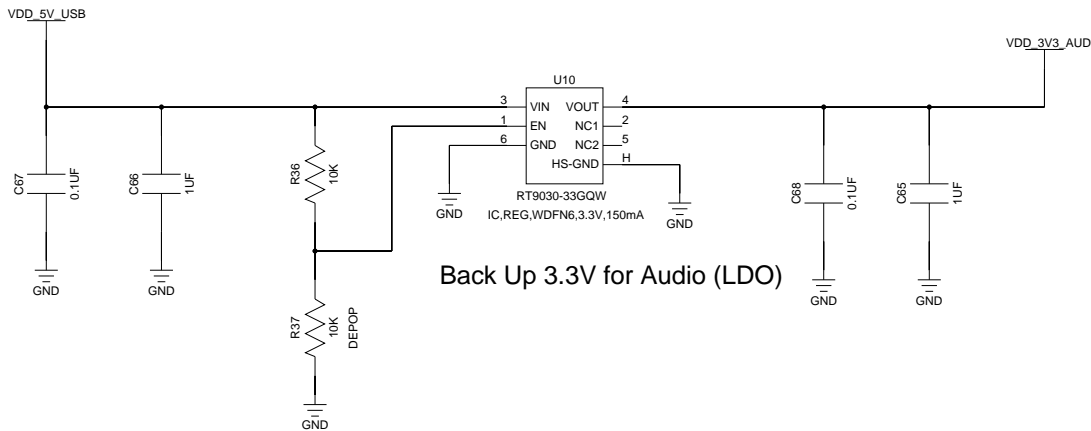 VDD_5V_USB
VDD_3V3_AUD
U10
3 VIN VOUT 4
1 EN NC1 2
6 GND NC2 5
HS-GND H
C67
0.1UF
C66
1UF
R36
10K
GND
GND
C68
0.1UF
C65
1UF
RT9030-33GQW
IC,REG,WDFN6,3.3V,150mA
Back Up 3.3V for Audio (LDO)
GND
GND
GND
GND
R37
10K
DEPOP
GND